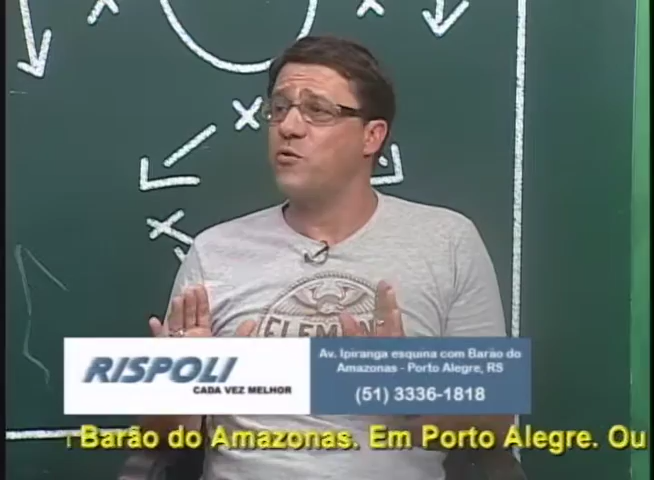 ELEMENT
RISPOLI
CADA VEZ MELHOR
Av. Ipiranga esquina com Barão do
Amazonas - Porto Alegre, RS
(51) 3336-1818
Barão do Amazonas. Em Porto Alegre. Ou